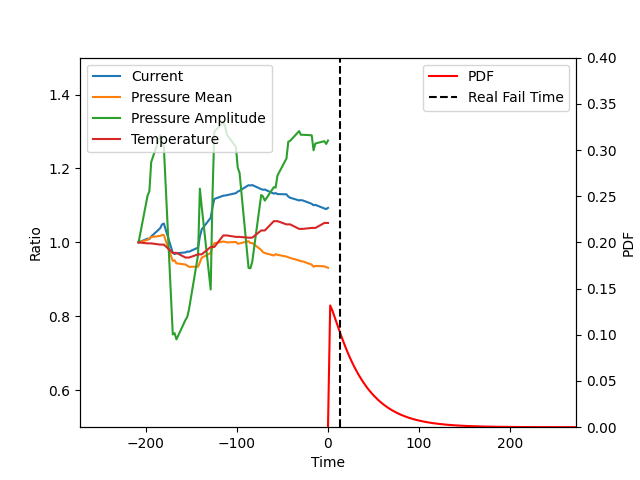 Current
Pressure Mean
Pressure Amplitude
Temperature
PDF
Real Fail Time
1.4
1.2
1.0
0.8
0.6
Ratio
0.40
0.35
0.30
0.25
0.20
0.15
0.10
0.05
0.00
PDF
−200 −100 0 100 200
Time